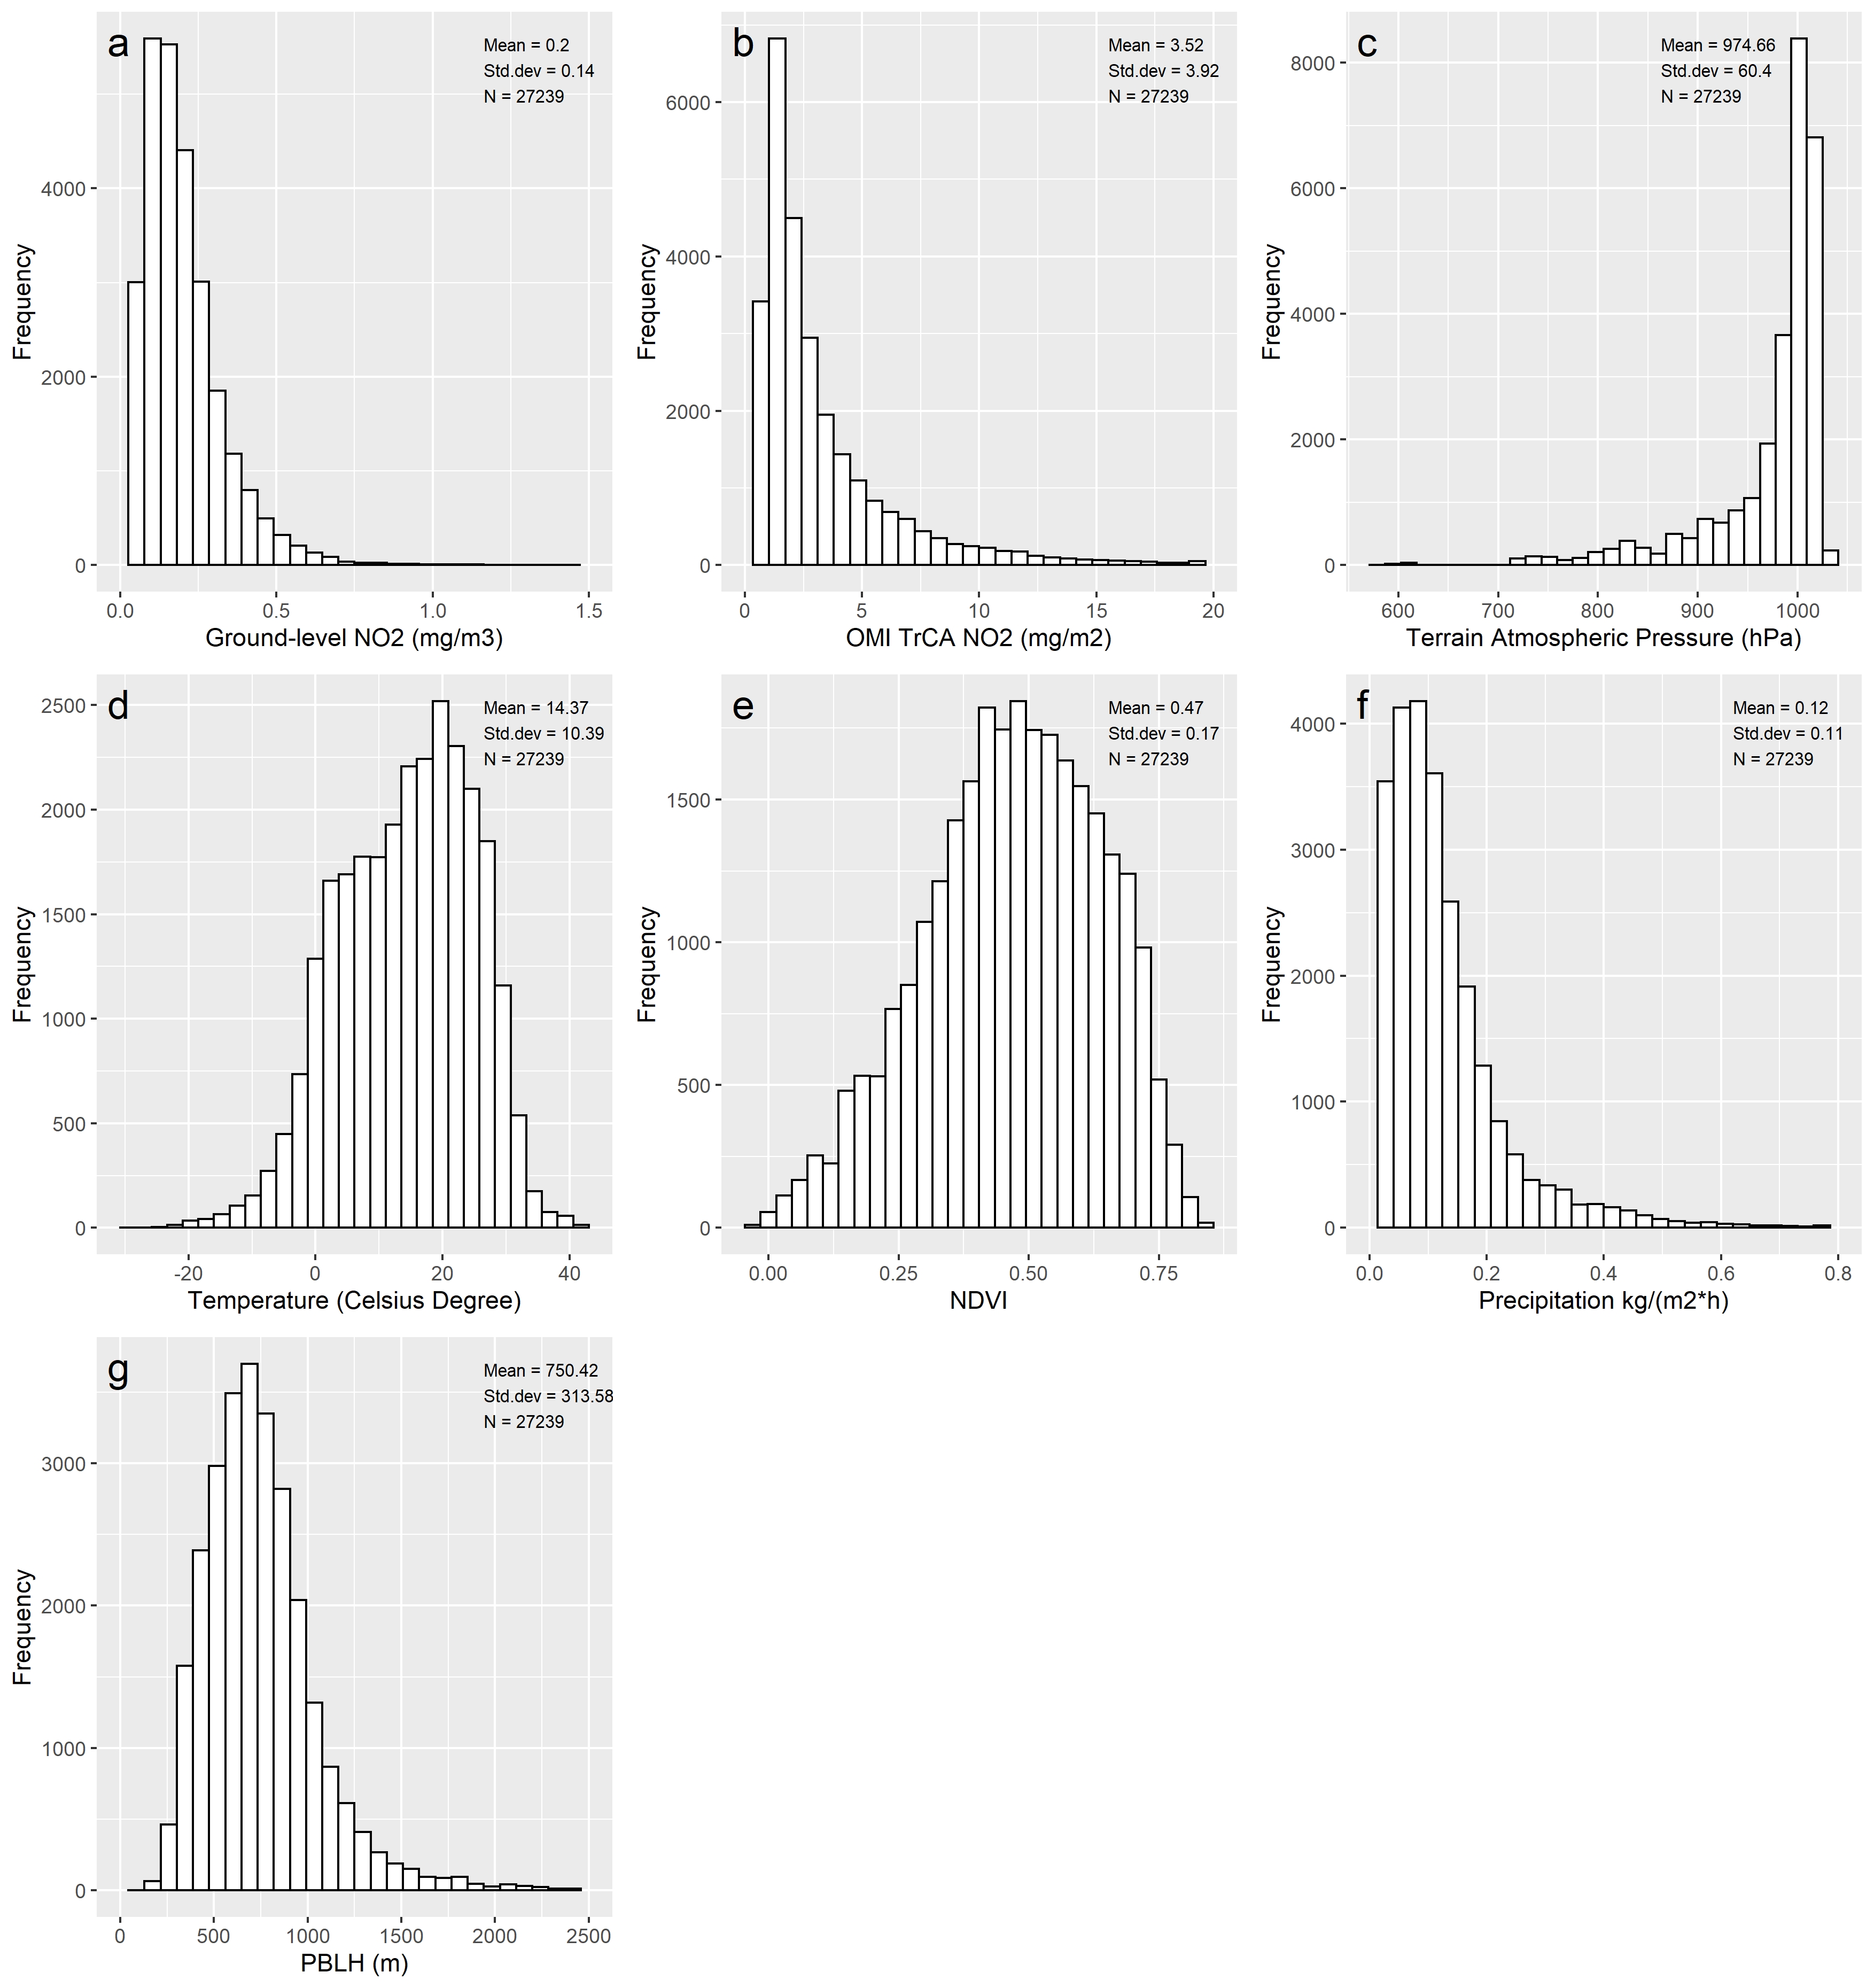 a
Mean = 0.2
Std.dev = 0.14
N = 27239
Frequency
4000
2000
0
0.0 0.5 1.0 1.5
Ground-level NO2 (mg/m3)
b
Mean = 3.52
Std.dev = 3.92
N = 27239
Frequency
6000
4000
2000
0
0 5 10 15 20
OMI TrCA NO2 (mg/m2)
c
Mean = 974.66
Std.dev = 60.4
N = 27239
Frequency
8000
6000
4000
2000
0
600 700 800 900 1000
Terrain Atmospheric Pressure (hPa)
d
Mean = 14.37
Std.dev = 10.39
N = 27239
Frequency
2500
2000
1500
1000
500
0
-20 0 20 40
Temperature (Celsius Degree)
e
Mean = 0.47
Std.dev = 0.17
N = 27239
Frequency
1500
1000
500
0
0.00 0.25 0.50 0.75
NDVI
f
Mean = 0.12
Std.dev = 0.11
N = 27239
Frequency
4000
3000
2000
1000
0
0.0 0.2 0.4 0.6 0.8
Precipitation kg/(m2*h)
g
Mean = 750.42
Std.dev = 313.58
N = 27239
Frequency
3000
2000
1000
0
0 500 1000 1500 2000 2500
PBLH (m)